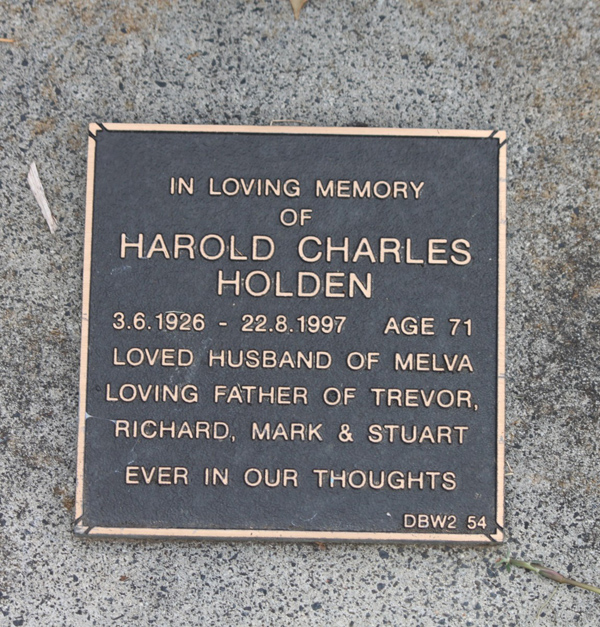 IN LOVING MEMORY
OF
HAROLD CHARLES
HOLDEN
3.6.1926 - 22.8.1997 AGE 71
LOVED HUSBAND OF MELVA
LOVING FATHER OF TREVOR,
RICHARD, MARK & STUART
EVER IN OUR THOUGHTS
DBW2 54